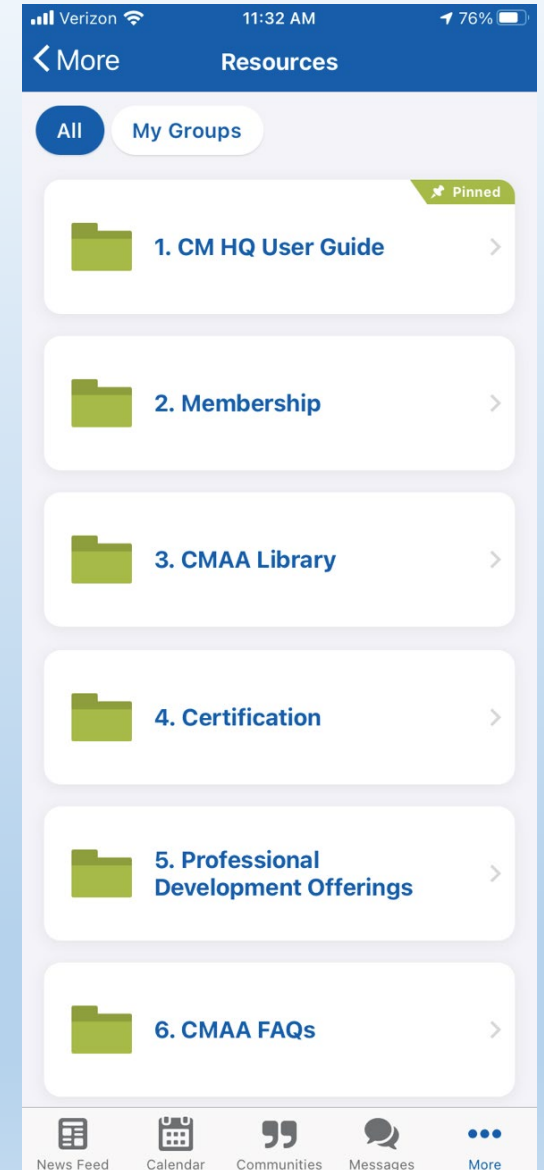 Verizon 11:32 AM 76%
More Resources
All My Groups
Pinned
1. CM HQ User Guide
2. Membership
3. CMAA Library
4. Certification
5. Professional
Development Offerings
6. CMAA FAQs
News Feed Calendar Communities Messages More